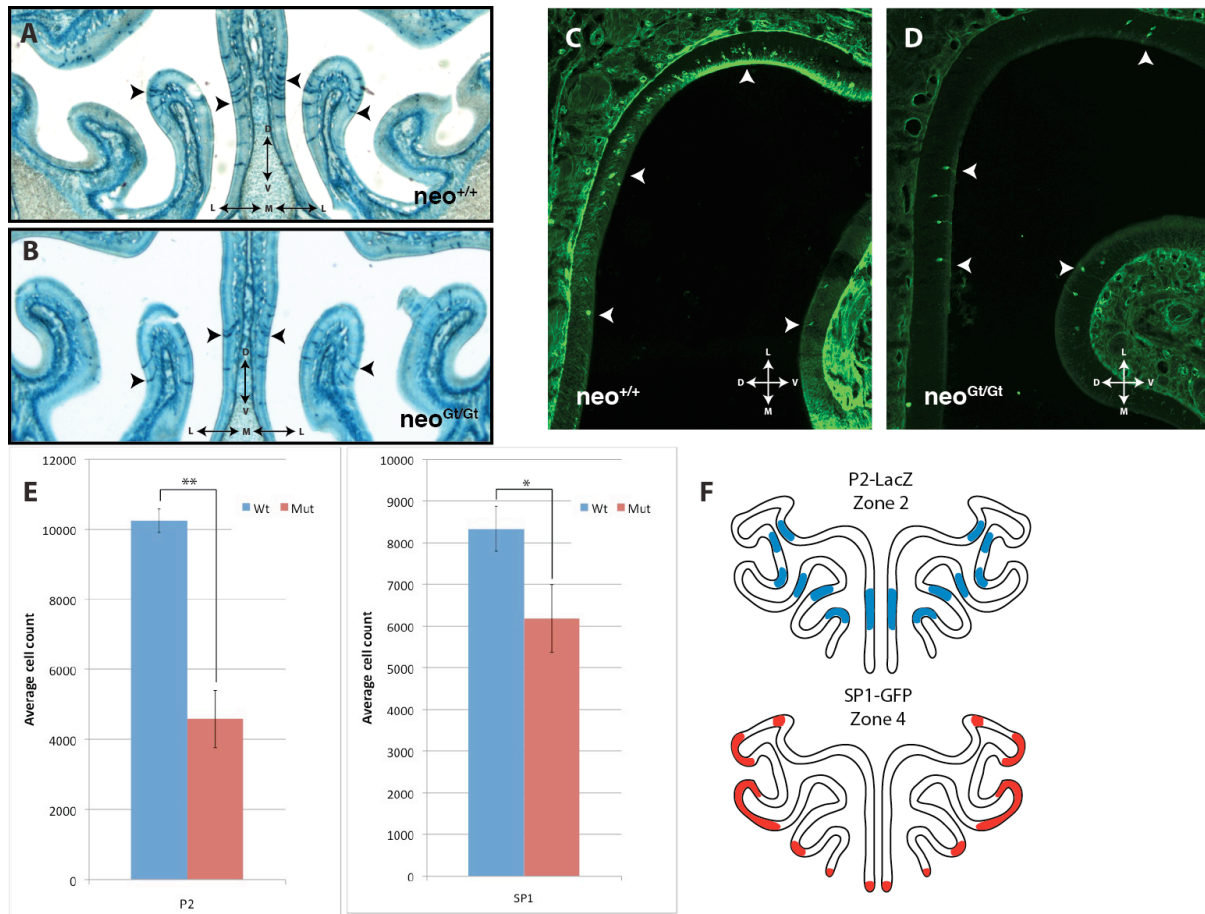 A
D
V
L
M
L
neo+/+
B
D
V
L
M
L
neoGt/Gt
C
L
D
V
M
neo+/+
D
L
D
V
M
neoGt/Gt
E
12000
10000
8000
6000
4000
2000
0
Average cell count
**
Wt
Mut
P2
10000
9000
8000
7000
6000
5000
4000
3000
2000
1000
0
Average cell count
*
Wt
Mut
SP1
F
P2-LacZ
Zone 2
SP1-GFP
Zone 4